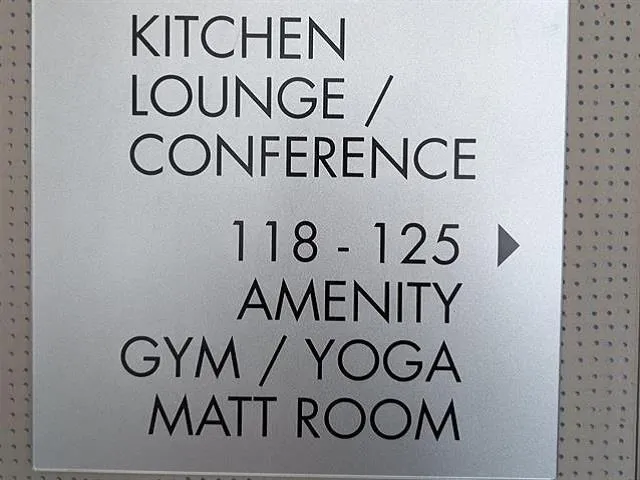 KITCHEN
LOUNGE /
CONFERENCE
118 - 125
AMENITY
GYM / YOGA
MATT ROOM